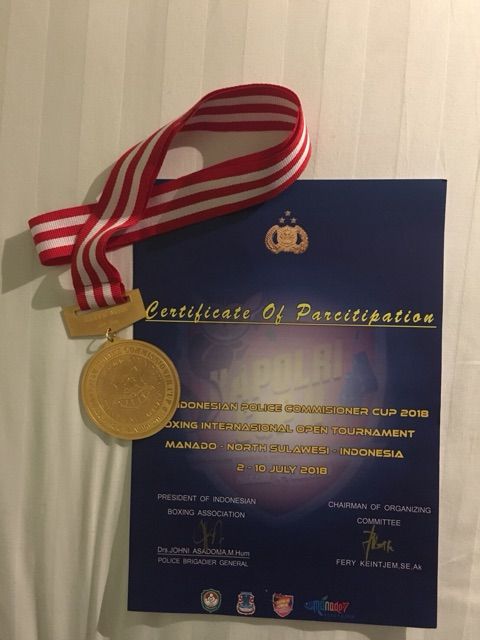 Certificate Of Parcitipation
KAPOLRI
INDONESIAN POLICE COMMISIONER CUP 2018
BOXING INTERNASIONAL OPEN TOURNAMENT
MANADO - NORTH SULAWESI - INDONESIA
2 - 10 JULY 2018
PRESIDENT OF INDONESIAN
BOXING ASSOCIATION
Drs.JOHNI ASADOMA,M.Hum
POLICE BRIGADIER GENERAL
CHAIRMAN OF ORGANIZING
COMMITTEE
FERY KEINTJEM,SE,Ak
manado